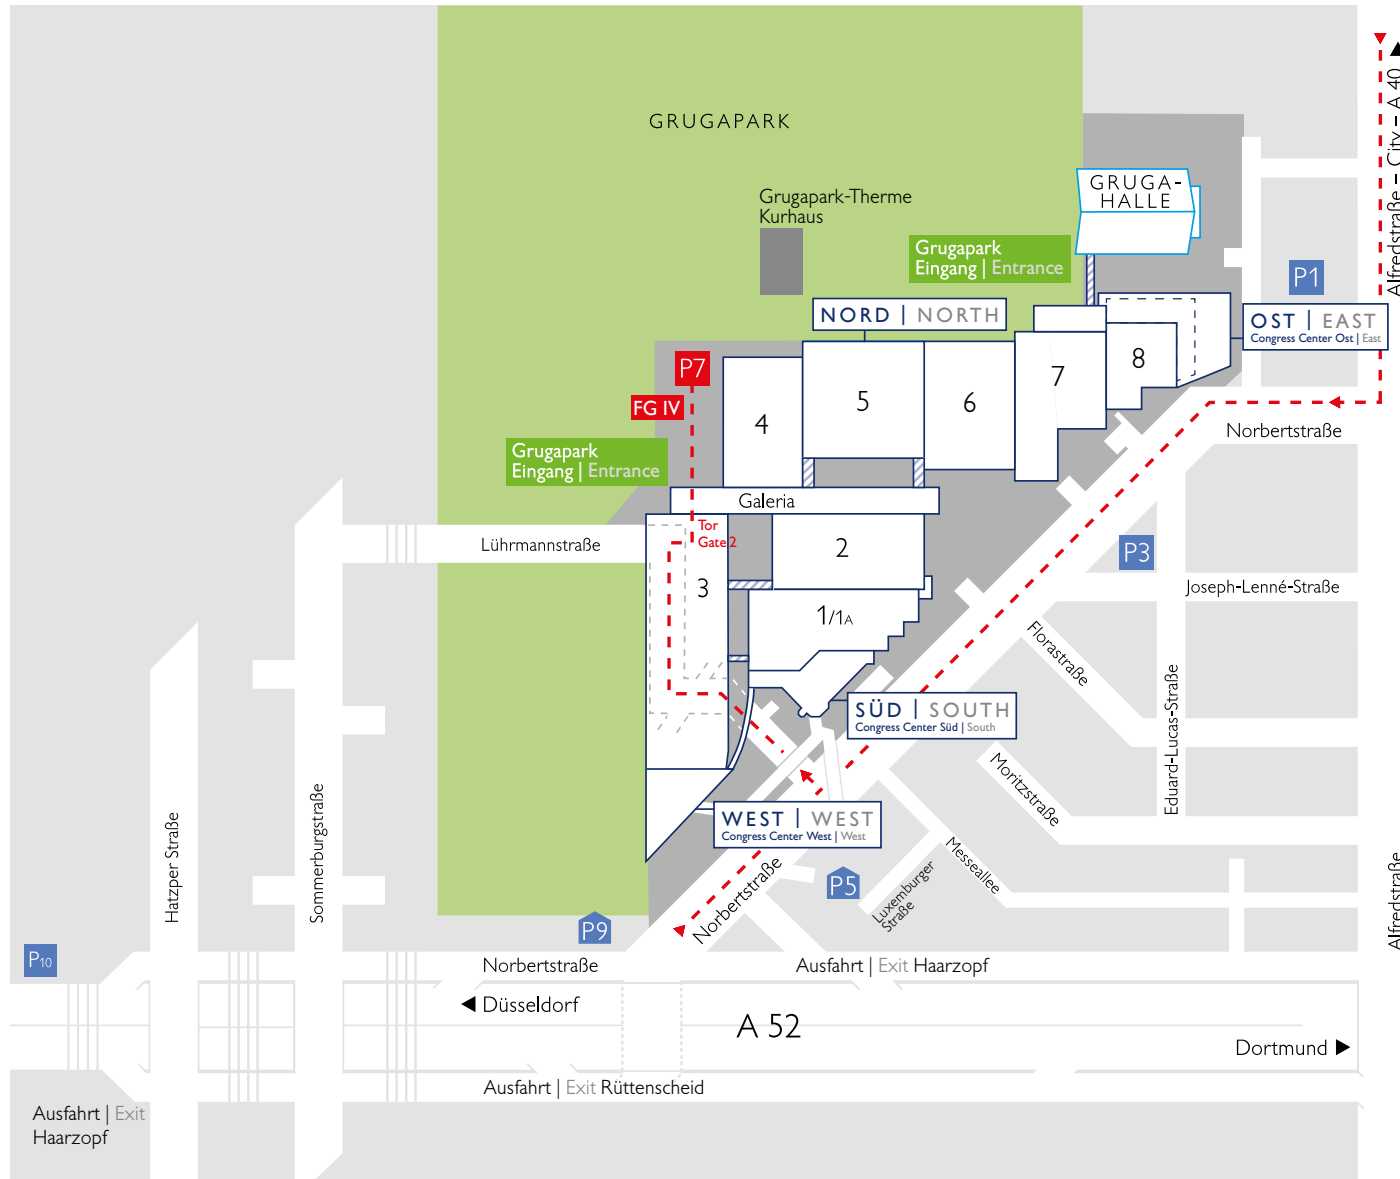 GRUGAPARK
Alfredstraße – City – A 40
GRUGA-
HALLE
Grugapark-Therme
Kurhaus
Grugapark
Eingang | Entrance
P1
NORD | NORTH
OST | EAST
Congress Center Ost | East
P7
FG IV
4
5
6
7
8
Norbertstraße
Grugapark
Eingang | Entrance
Galeria
Tor
Gate 2
Lührmannstraße
2
3
P3
Joseph-Lenné-Straße
1/1A
Florastraße
Eduard-Lucas-Straße
SÜD | SOUTH
Congress Center Süd | South
Moritzstraße
WEST | WEST
Congress Center West | West
Messeallee
Luxemburger
Straße
Hatzper Straße
Sommerburgstraße
Alfredstraße
P5
Norbertstraße
P9
P10
Norbertstraße
Ausfahrt | Exit Haarzopf
Düsseldorf
A 52
Dortmund
Ausfahrt | Exit Rüttenscheid
Ausfahrt | Exit
Haarzopf